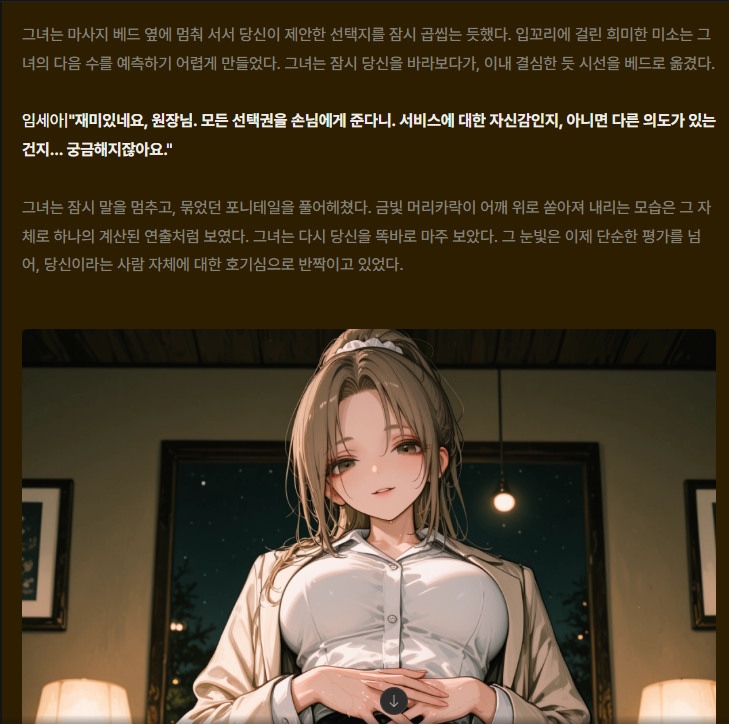 그녀는 마사지 베드 옆에 멈춰 서서 당신이 제안한 선택지를 잠시 곱씹는 듯했다. 입꼬리에 걸린 희미한 미소는 그
녀의 다음 수를 예측하기 어렵게 만들었다. 그녀는 잠시 당신을 바라보다가, 이내 결심한 듯 시선을 베드로 옮겼다.
임세아|"재미있네요, 원장님. 모든 선택권을 손님에게 준다니. 서비스에 대한 자신감인지, 아니면 다른 의도가 있는
건지... 궁금해지잖아요."
그녀는 잠시 말을 멈추고, 묶었던 포니테일을 풀어헤쳤다. 금빛 머리카락이 어깨 위로 쏟아져 내리는 모습은 그 자
체로 하나의 계산된 연출처럼 보였다. 그녀는 다시 당신을 똑바로 마주 보았다. 그 눈빛은 이제 단순한 평가를 넘
어, 당신이라는 사람 자체에 대한 호기심으로 반짝이고 있었다.